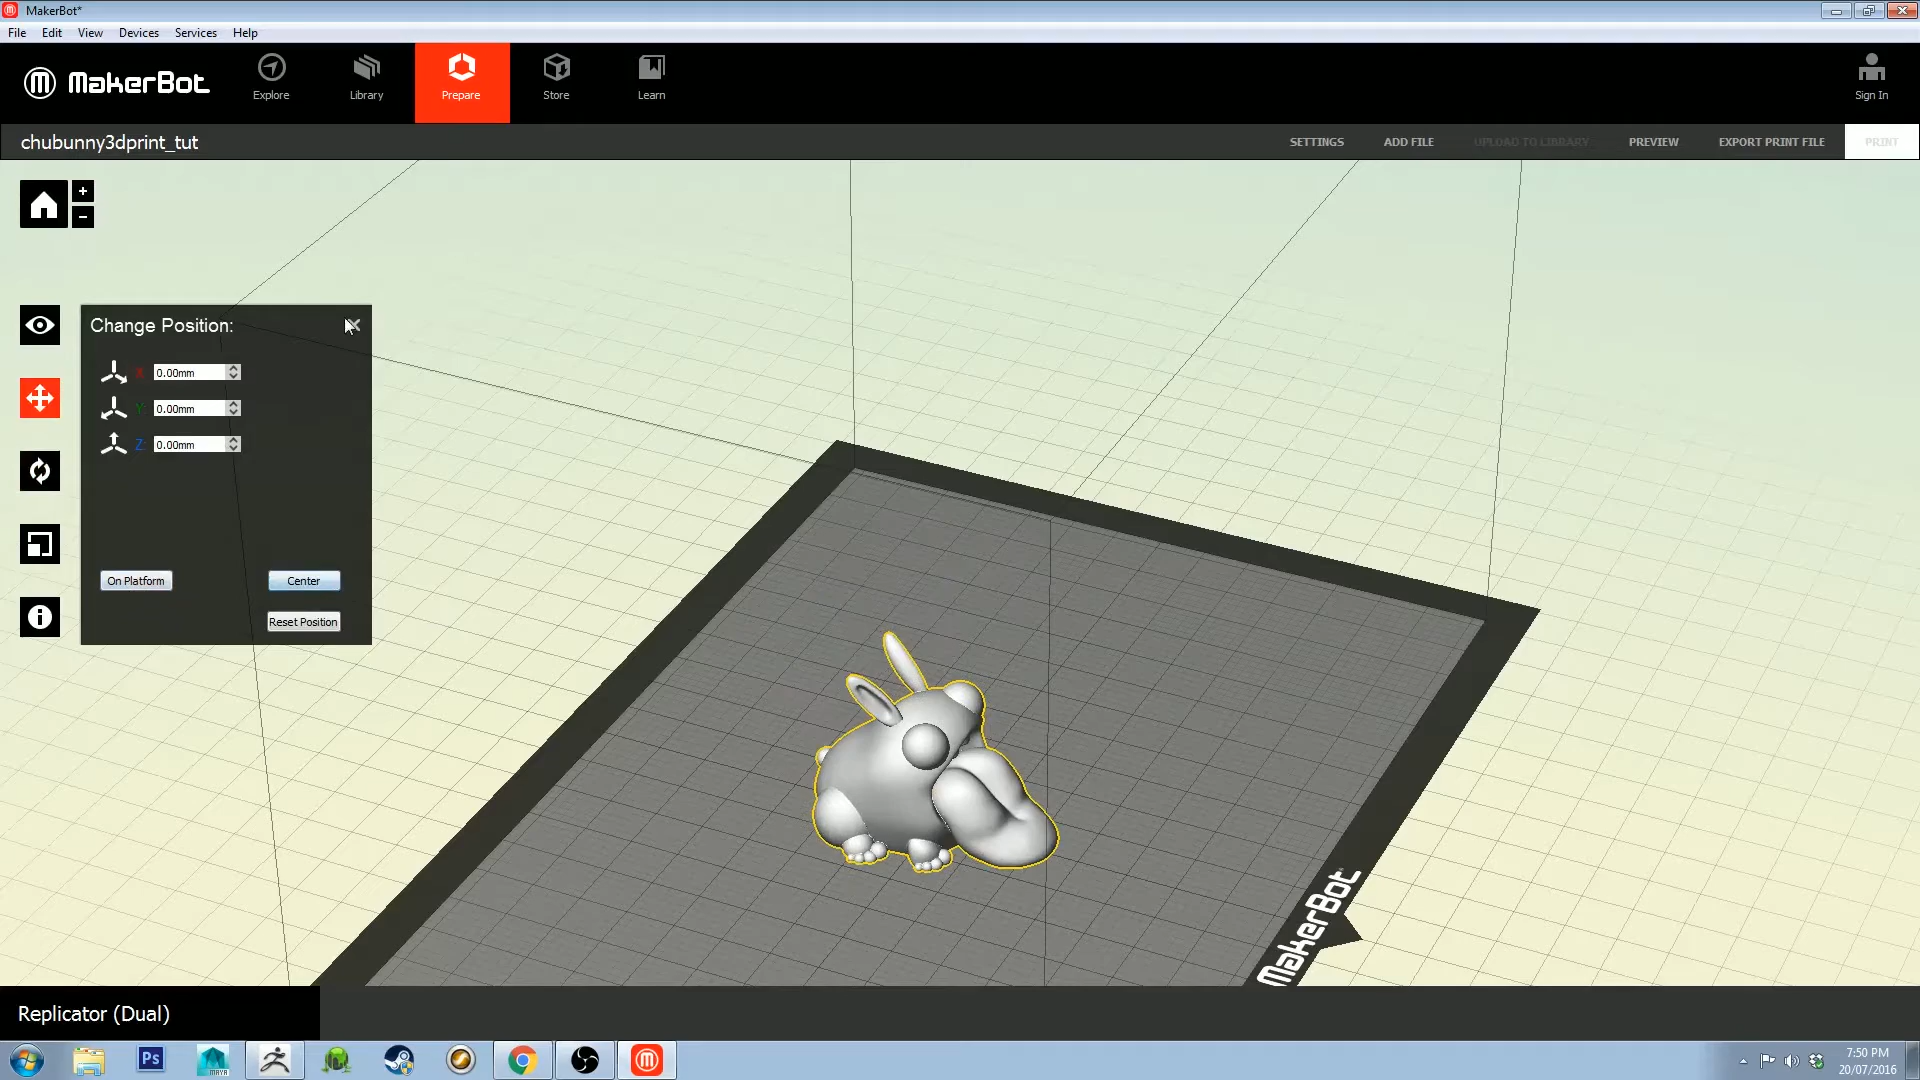 MakerBot*
File Edit View Devices Services Help
MakerBot
Explore Library Prepare Store Learn Sign In
chubunny3dprint_tut
SETTINGS ADD FILE UPLOAD TO LIBRARY PREVIEW EXPORT PRINT FILE PRINT
Change Position:
X: 0.00mm
Y: 0.00mm
Z: 0.00mm
On Platform Center
Reset Position
MakerBot
Replicator (Dual)
Ps
MAYA
7:50 PM
20/07/2016